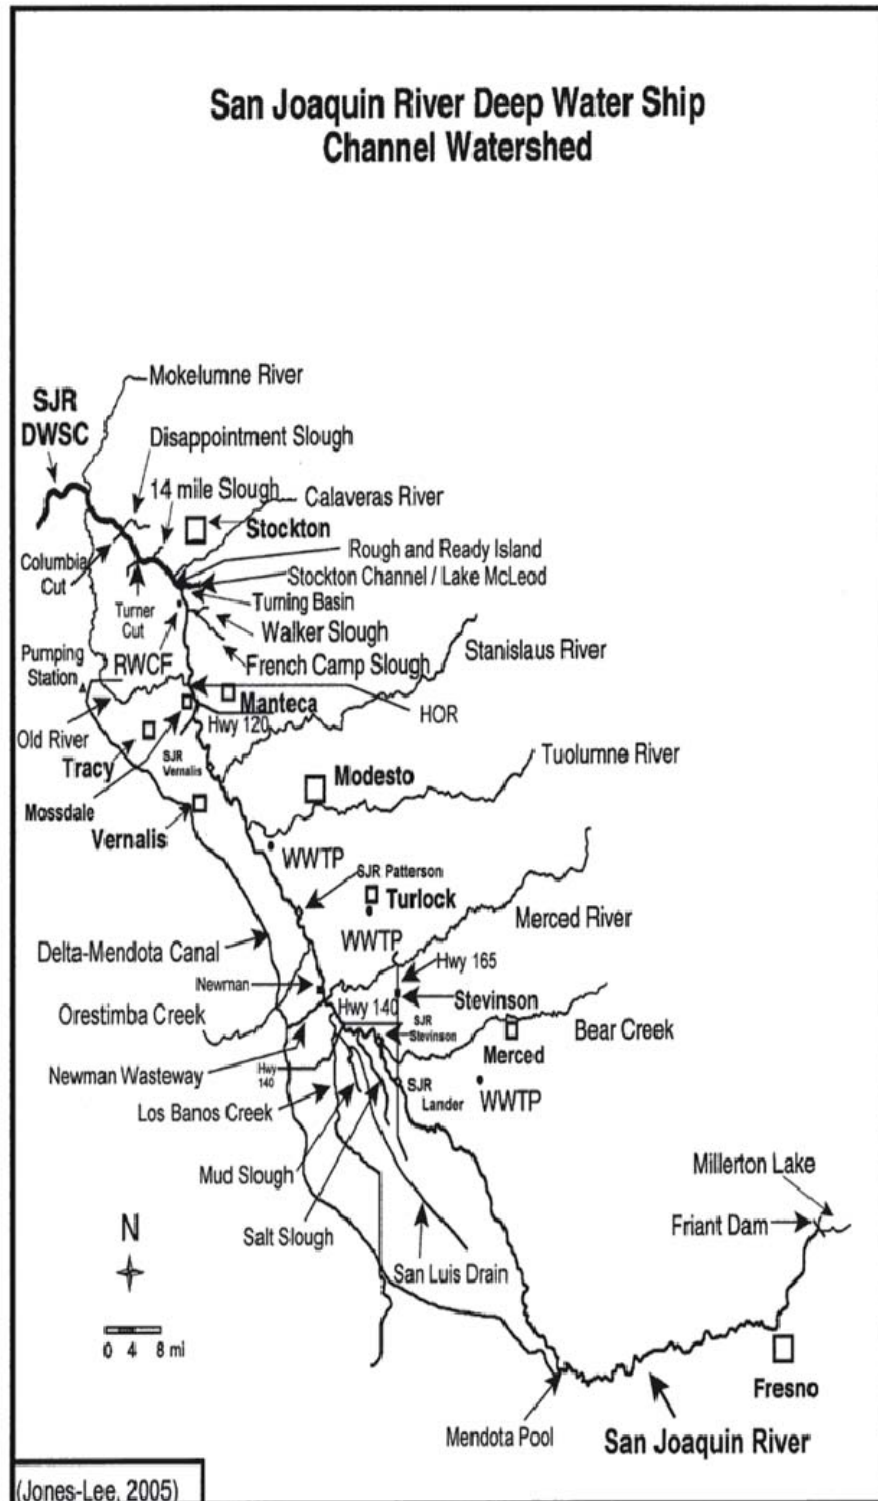 San Joaquin River Deep Water Ship
Channel Watershed
Mokelumne River
SJR
DWSC
Disappointment Slough
14 mile Slough
Calaveras River
Stockton
Rough and Ready Island
Columbia
Cut
Stockton Channel / Lake McLeod
Turner
Cut
Turning Basin
Walker Slough
Stanislaus River
Pumping
Station
RWCF
French Camp Slough
Manteca
HOR
Hwy 120
Old River
Tracy
SJR
Vernalis
Tuolumne River
Modesto
Mossdale
Vernalis
WWTP
SJR Patterson
Turlock
WWTP
Merced River
Delta-Mendota Canal
Hwy 165
Newman
Hwy 140
Stevinson
Orestimba Creek
SJR
Stevinson
Merced
Bear Creek
Newman Wasteway
Hwy
140
SJR
Lander
WWTP
Los Banos Creek
Mud Slough
Millerton Lake
Friant Dam
N
Salt Slough
San Luis Drain
0 4 8 mi
Fresno
Mendota Pool
San Joaquin River
(Jones-Lee, 2005)